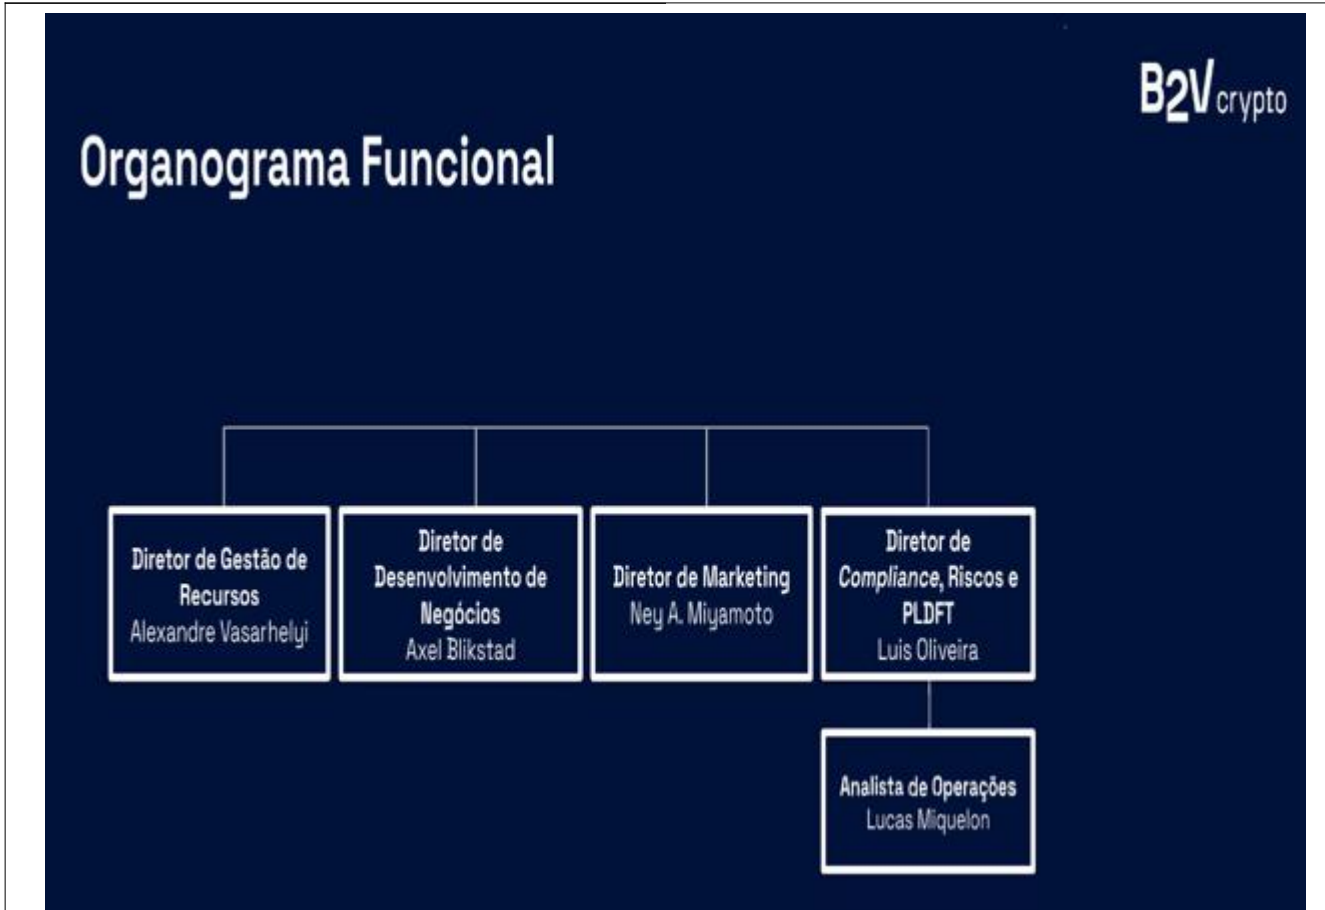 B2V crypto
Organograma Funcional
Diretor de Gestão de
Recursos
Alexandre Vasarhelyi
Diretor de
Desenvolvimento de
Negócios
Axel Blikstad
Diretor de Marketing
Ney A. Miyamoto
Diretor de
Compliance, Riscos e
PLDFT
Luis Oliveira
Analista de Operações
Lucas Miquelon